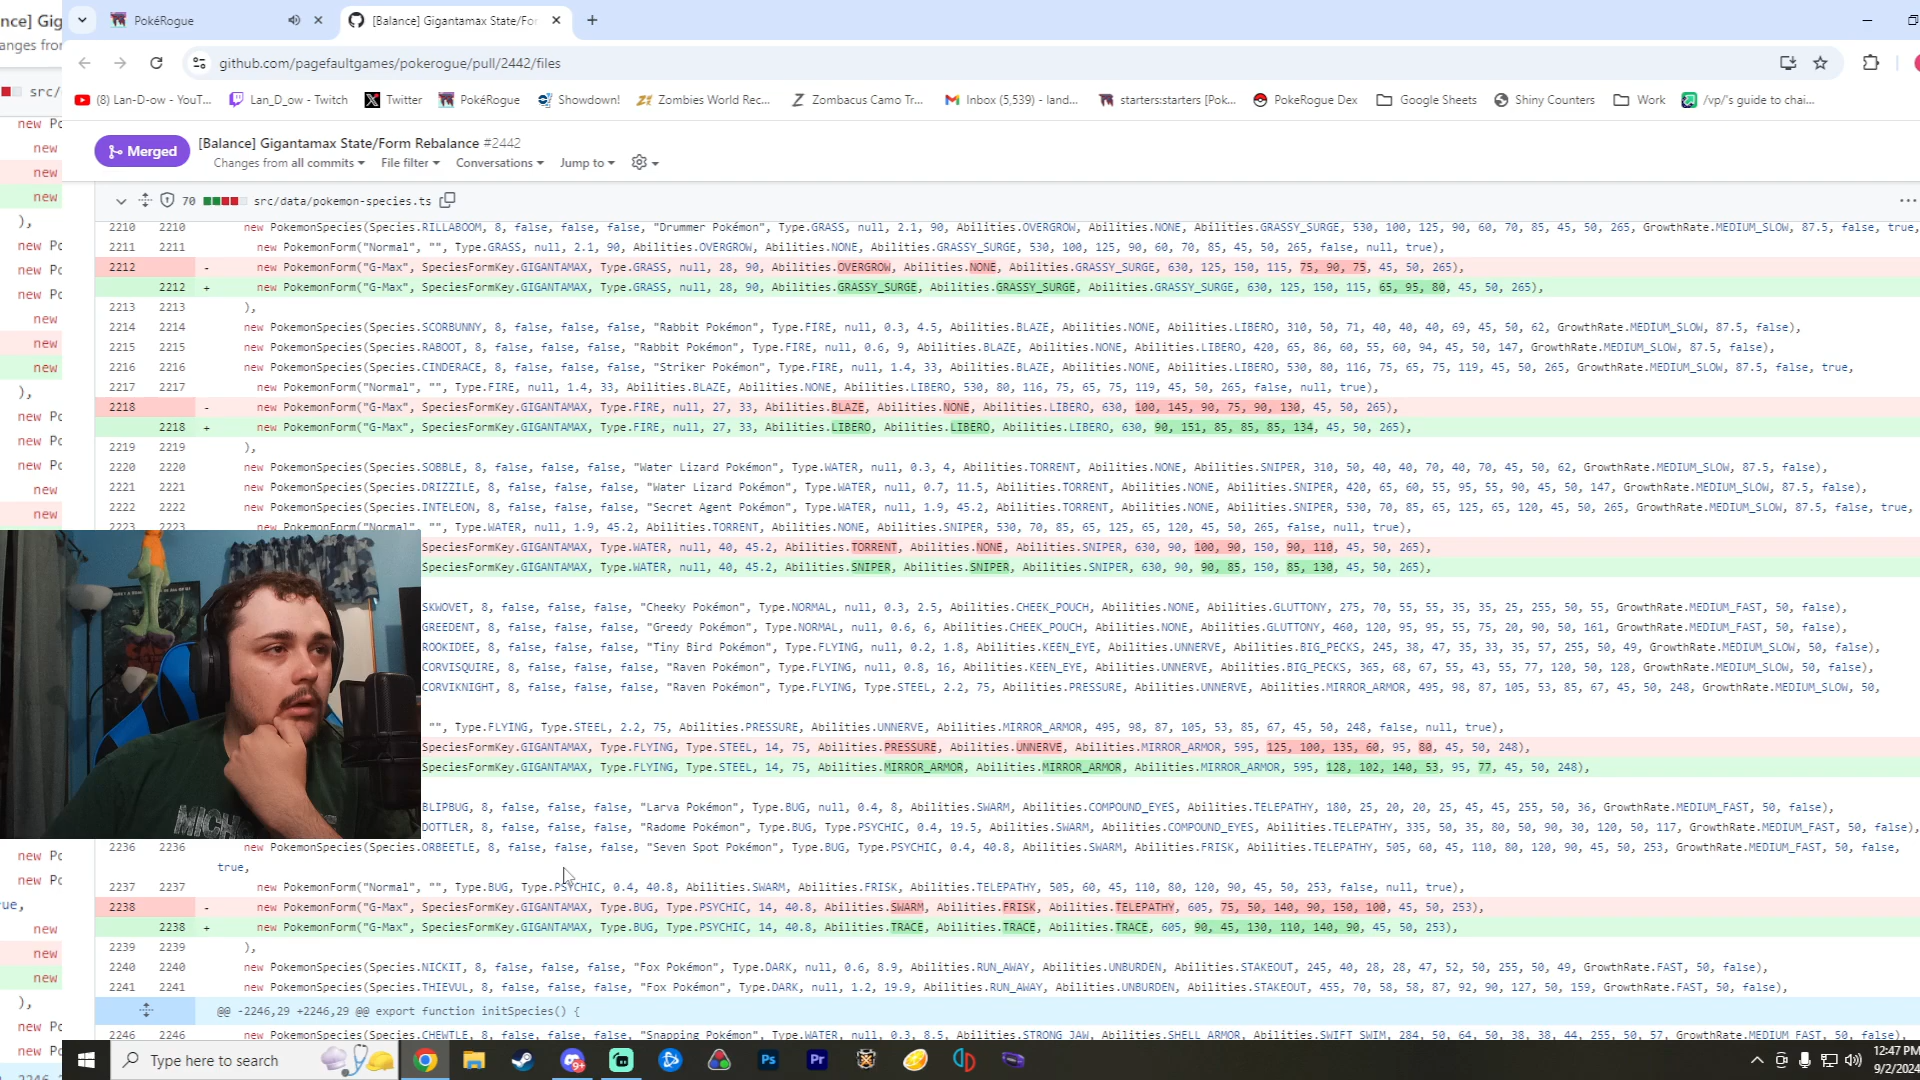 nce] Gig
anges fror
PokéRogue
[Balance] Gigantamax State/For
github.com/pagefaultgames/pokerogue/pull/2442/files
(8) Lan-D-ow - YouT...
Lan_D_ow - Twitch
Twitter
PokéRogue
Showdown!
Zombies World Rec...
Zombacus Camo Tr...
Inbox (5,539) - land...
starters:starters [Pok...
PokeRogue Dex
Google Sheets
Shiny Counters
Work
/vp/'s guide to chai...
Merged
[Balance] Gigantamax State/Form Rebalance #2442
Changes from all commits
File filter
Conversations
Jump to
70 src/data/pokemon-species.ts
2210 2210 new PokemonSpecies(Species.RILLABOOM, 8, false, false, false, "Drummer Pokémon", Type.GRASS, null, 2.1, 90, Abilities.OVERGROW, Abilities.NONE, Abilities.GRASSY_SURGE, 530, 100, 125, 90, 60, 70, 85, 45, 50, 265, GrowthRate.MEDIUM_SLOW, 87.5, false, true,
2211 2211 new PokemonForm("Normal", "", Type.GRASS, null, 2.1, 90, Abilities.OVERGROW, Abilities.NONE, Abilities.GRASSY_SURGE, 530, 100, 125, 90, 60, 70, 85, 45, 50, 265, false, null, true),
2212 - new PokemonForm("G-Max", SpeciesFormKey.GIGANTAMAX, Type.GRASS, null, 28, 90, Abilities.OVERGROW, Abilities.NONE, Abilities.GRASSY_SURGE, 630, 125, 150, 115, 75, 90, 75, 45, 50, 265),
2212 + new PokemonForm("G-Max", SpeciesFormKey.GIGANTAMAX, Type.GRASS, null, 28, 90, Abilities.GRASSY_SURGE, Abilities.GRASSY_SURGE, Abilities.GRASSY_SURGE, 630, 125, 150, 115, 65, 95, 80, 45, 50, 265),
2213 2213 ),
2214 2214 new PokemonSpecies(Species.SCORBUNNY, 8, false, false, false, "Rabbit Pokémon", Type.FIRE, null, 0.3, 4.5, Abilities.BLAZE, Abilities.NONE, Abilities.LIBERO, 310, 50, 71, 40, 40, 40, 69, 45, 50, 62, GrowthRate.MEDIUM_SLOW, 87.5, false),
2215 2215 new PokemonSpecies(Species.RABOOT, 8, false, false, false, "Rabbit Pokémon", Type.FIRE, null, 0.6, 9, Abilities.BLAZE, Abilities.NONE, Abilities.LIBERO, 420, 65, 86, 60, 55, 60, 94, 45, 50, 147, GrowthRate.MEDIUM_SLOW, 87.5, false),
2216 2216 new PokemonSpecies(Species.CINDERACE, 8, false, false, false, "Striker Pokémon", Type.FIRE, null, 1.4, 33, Abilities.BLAZE, Abilities.NONE, Abilities.LIBERO, 530, 80, 116, 75, 65, 75, 119, 45, 50, 265, GrowthRate.MEDIUM_SLOW, 87.5, false, true,
2217 2217 new PokemonForm("Normal", "", Type.FIRE, null, 1.4, 33, Abilities.BLAZE, Abilities.NONE, Abilities.LIBERO, 530, 80, 116, 75, 65, 75, 119, 45, 50, 265, false, null, true),
2218 - new PokemonForm("G-Max", SpeciesFormKey.GIGANTAMAX, Type.FIRE, null, 27, 33, Abilities.BLAZE, Abilities.NONE, Abilities.LIBERO, 630, 100, 145, 90, 75, 90, 130, 45, 50, 265),
2218 + new PokemonForm("G-Max", SpeciesFormKey.GIGANTAMAX, Type.FIRE, null, 27, 33, Abilities.LIBERO, Abilities.LIBERO, Abilities.LIBERO, 630, 90, 151, 85, 85, 85, 134, 45, 50, 265),
2219 2219 ),
2220 2220 new PokemonSpecies(Species.SOBBLE, 8, false, false, false, "Water Lizard Pokémon", Type.WATER, null, 0.3, 4, Abilities.TORRENT, Abilities.NONE, Abilities.SNIPER, 310, 50, 40, 40, 70, 40, 70, 45, 50, 62, GrowthRate.MEDIUM_SLOW, 87.5, false),
2221 2221 new PokemonSpecies(Species.DRIZZILE, 8, false, false, false, "Water Lizard Pokémon", Type.WATER, null, 0.7, 11.5, Abilities.TORRENT, Abilities.NONE, Abilities.SNIPER, 420, 65, 60, 55, 95, 55, 90, 45, 50, 147, GrowthRate.MEDIUM_SLOW, 87.5, false),
2222 2222 new PokemonSpecies(Species.INTELEON, 8, false, false, false, "Secret Agent Pokémon", Type.WATER, null, 1.9, 45.2, Abilities.TORRENT, Abilities.NONE, Abilities.SNIPER, 530, 70, 85, 65, 125, 65, 120, 45, 50, 265, GrowthRate.MEDIUM_SLOW, 87.5, false, true,
2223 2223 new PokemonForm("Normal", "", Type.WATER, null, 1.9, 45.2, Abilities.TORRENT, Abilities.NONE, Abilities.SNIPER, 530, 70, 85, 65, 125, 65, 120, 45, 50, 265, false, null, true),
SpeciesFormKey.GIGANTAMAX, Type.WATER, null, 40, 45.2, Abilities.TORRENT, Abilities.NONE, Abilities.SNIPER, 630, 90, 100, 90, 150, 90, 110, 45, 50, 265),
SpeciesFormKey.GIGANTAMAX, Type.WATER, null, 40, 45.2, Abilities.SNIPER, Abilities.SNIPER, Abilities.SNIPER, 630, 90, 90, 85, 150, 85, 130, 45, 50, 265),
SKWOVET, 8, false, false, false, "Cheeky Pokémon", Type.NORMAL, null, 0.3, 2.5, Abilities.CHEEK_POUCH, Abilities.NONE, Abilities.GLUTTONY, 275, 70, 55, 55, 35, 35, 25, 255, 50, 55, GrowthRate.MEDIUM_FAST, 50, false),
GREEDENT, 8, false, false, false, "Greedy Pokémon", Type.NORMAL, null, 0.6, 6, Abilities.CHEEK_POUCH, Abilities.NONE, Abilities.GLUTTONY, 460, 120, 95, 95, 55, 75, 20, 90, 50, 161, GrowthRate.MEDIUM_FAST, 50, false),
ROOKIDEE, 8, false, false, false, "Tiny Bird Pokémon", Type.FLYING, null, 0.2, 1.8, Abilities.KEEN_EYE, Abilities.UNNERVE, Abilities.BIG_PECKS, 245, 38, 47, 35, 33, 35, 57, 255, 50, 49, GrowthRate.MEDIUM_SLOW, 50, false),
CORVISQUIRE, 8, false, false, false, "Raven Pokémon", Type.FLYING, null, 0.8, 16, Abilities.KEEN_EYE, Abilities.UNNERVE, Abilities.BIG_PECKS, 365, 68, 67, 55, 43, 55, 77, 120, 50, 128, GrowthRate.MEDIUM_SLOW, 50, false),
CORVIKNIGHT, 8, false, false, false, "Raven Pokémon", Type.FLYING, Type.STEEL, 2.2, 75, Abilities.PRESSURE, Abilities.UNNERVE, Abilities.MIRROR_ARMOR, 495, 98, 87, 105, 53, 85, 67, 45, 50, 248, GrowthRate.MEDIUM_SLOW, 50,
"", Type.FLYING, Type.STEEL, 2.2, 75, Abilities.PRESSURE, Abilities.UNNERVE, Abilities.MIRROR_ARMOR, 495, 98, 87, 105, 53, 85, 67, 45, 50, 248, false, null, true),
SpeciesFormKey.GIGANTAMAX, Type.FLYING, Type.STEEL, 14, 75, Abilities.PRESSURE, Abilities.UNNERVE, Abilities.MIRROR_ARMOR, 595, 125, 100, 135, 60, 95, 80, 45, 50, 248),
SpeciesFormKey.GIGANTAMAX, Type.FLYING, Type.STEEL, 14, 75, Abilities.MIRROR_ARMOR, Abilities.MIRROR_ARMOR, Abilities.MIRROR_ARMOR, 595, 128, 102, 140, 53, 95, 77, 45, 50, 248),
BLIPBUG, 8, false, false, false, "Larva Pokémon", Type.BUG, null, 0.4, 8, Abilities.SWARM, Abilities.COMPOUND_EYES, Abilities.TELEPATHY, 180, 25, 20, 20, 25, 45, 45, 255, 50, 36, GrowthRate.MEDIUM_FAST, 50, false),
DOTTLER, 8, false, false, false, "Radome Pokémon", Type.BUG, Type.PSYCHIC, 0.4, 19.5, Abilities.SWARM, Abilities.COMPOUND_EYES, Abilities.TELEPATHY, 335, 50, 35, 80, 50, 90, 30, 120, 50, 117, GrowthRate.MEDIUM_FAST, 50, false),
2236 2236 new PokemonSpecies(Species.ORBEETLE, 8, false, false, false, "Seven Spot Pokémon", Type.BUG, Type.PSYCHIC, 0.4, 40.8, Abilities.SWARM, Abilities.FRISK, Abilities.TELEPATHY, 505, 60, 45, 110, 80, 120, 90, 45, 50, 253, GrowthRate.MEDIUM_FAST, 50, false,
true,
2237 2237 new PokemonForm("Normal", "", Type.BUG, Type.PSYCHIC, 0.4, 40.8, Abilities.SWARM, Abilities.FRISK, Abilities.TELEPATHY, 505, 60, 45, 110, 80, 120, 90, 45, 50, 253, false, null, true),
2238 - new PokemonForm("G-Max", SpeciesFormKey.GIGANTAMAX, Type.BUG, Type.PSYCHIC, 14, 40.8, Abilities.SWARM, Abilities.FRISK, Abilities.TELEPATHY, 605, 75, 50, 140, 90, 150, 100, 45, 50, 253),
2238 + new PokemonForm("G-Max", SpeciesFormKey.GIGANTAMAX, Type.BUG, Type.PSYCHIC, 14, 40.8, Abilities.TRACE, Abilities.TRACE, Abilities.TRACE, 605, 90, 45, 130, 110, 140, 90, 45, 50, 253),
2239 2239 ),
2240 2240 new PokemonSpecies(Species.NICKIT, 8, false, false, false, "Fox Pokémon", Type.DARK, null, 0.6, 8.9, Abilities.RUN_AWAY, Abilities.UNBURDEN, Abilities.STAKEOUT, 245, 40, 28, 28, 47, 52, 50, 255, 50, 49, GrowthRate.FAST, 50, false),
2241 2241 new PokemonSpecies(Species.THIEVUL, 8, false, false, false, "Fox Pokémon", Type.DARK, null, 1.2, 19.9, Abilities.RUN_AWAY, Abilities.UNBURDEN, Abilities.STAKEOUT, 455, 70, 58, 58, 87, 92, 90, 127, 50, 159, GrowthRate.FAST, 50, false),
@@ -2246,29 +2246,29 @@ export function initSpecies() {
2246 2246 new PokemonSpecies(Species.CHEWTLE, 8, false, false, false, "Snapping Pokémon", Type.WATER, null, 0.3, 8.5, Abilities.STRONG_JAW, Abilities.SHELL_ARMOR, Abilities.SWIFT_SWIM, 284, 50, 64, 50, 38, 38, 44, 255, 50, 57, GrowthRate.MEDIUM_FAST, 50, false),
Type here to search
9+
Ps
Pr
12:47 PM
9/2/2024